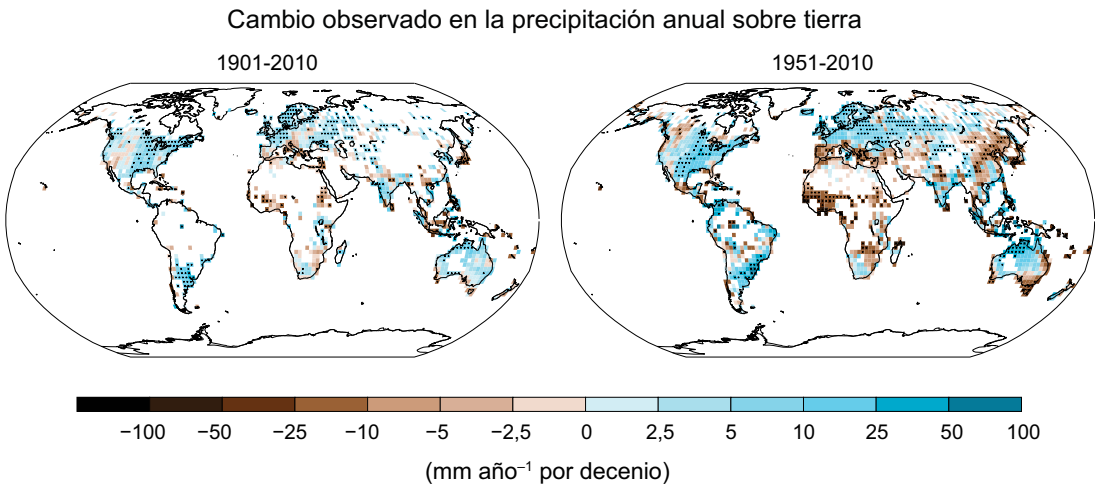 Cambio observado en la precipitación anual sobre tierra
1901-2010
1951-2010
−100 −50 −25 −10 −5 −2,5 0 2,5 5 10 25 50 100
(mm año⁻¹ por decenio)